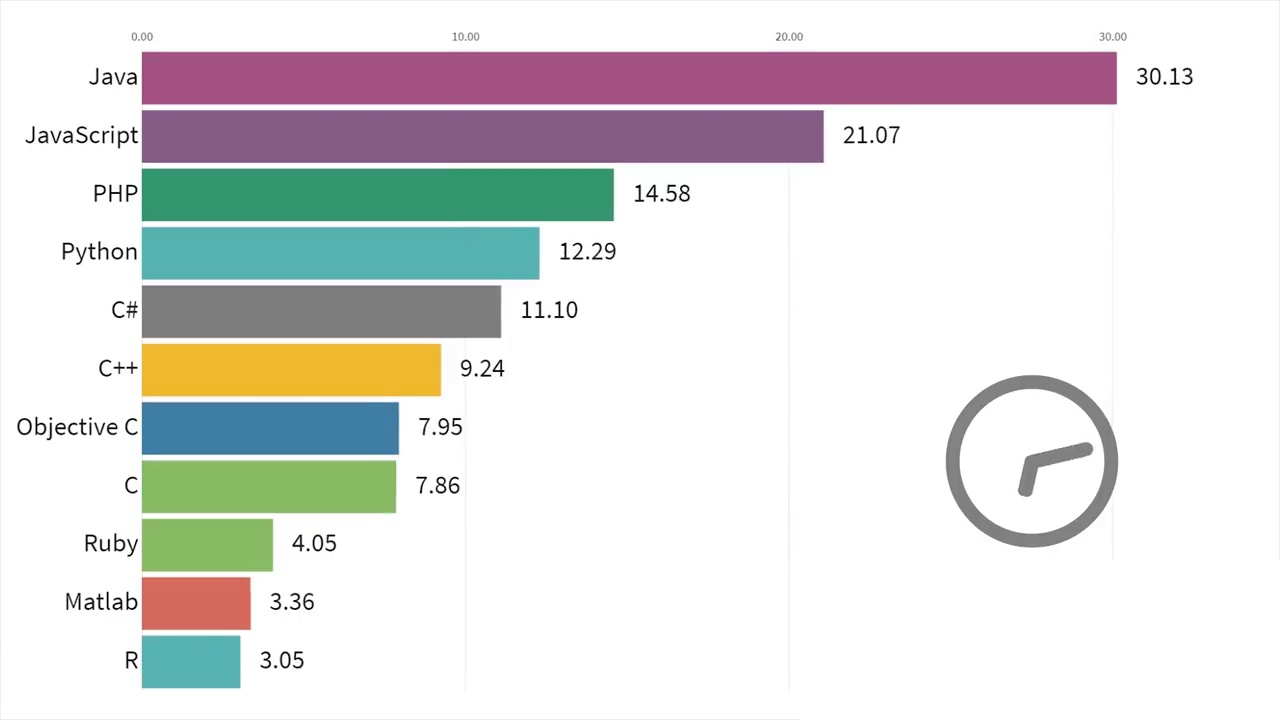 0.00 10.00 20.00 30.00
Java 30.13
JavaScript 21.07
PHP 14.58
Python 12.29
C# 11.10
C++ 9.24
Objective C 7.95
C 7.86
Ruby 4.05
Matlab 3.36
R 3.05